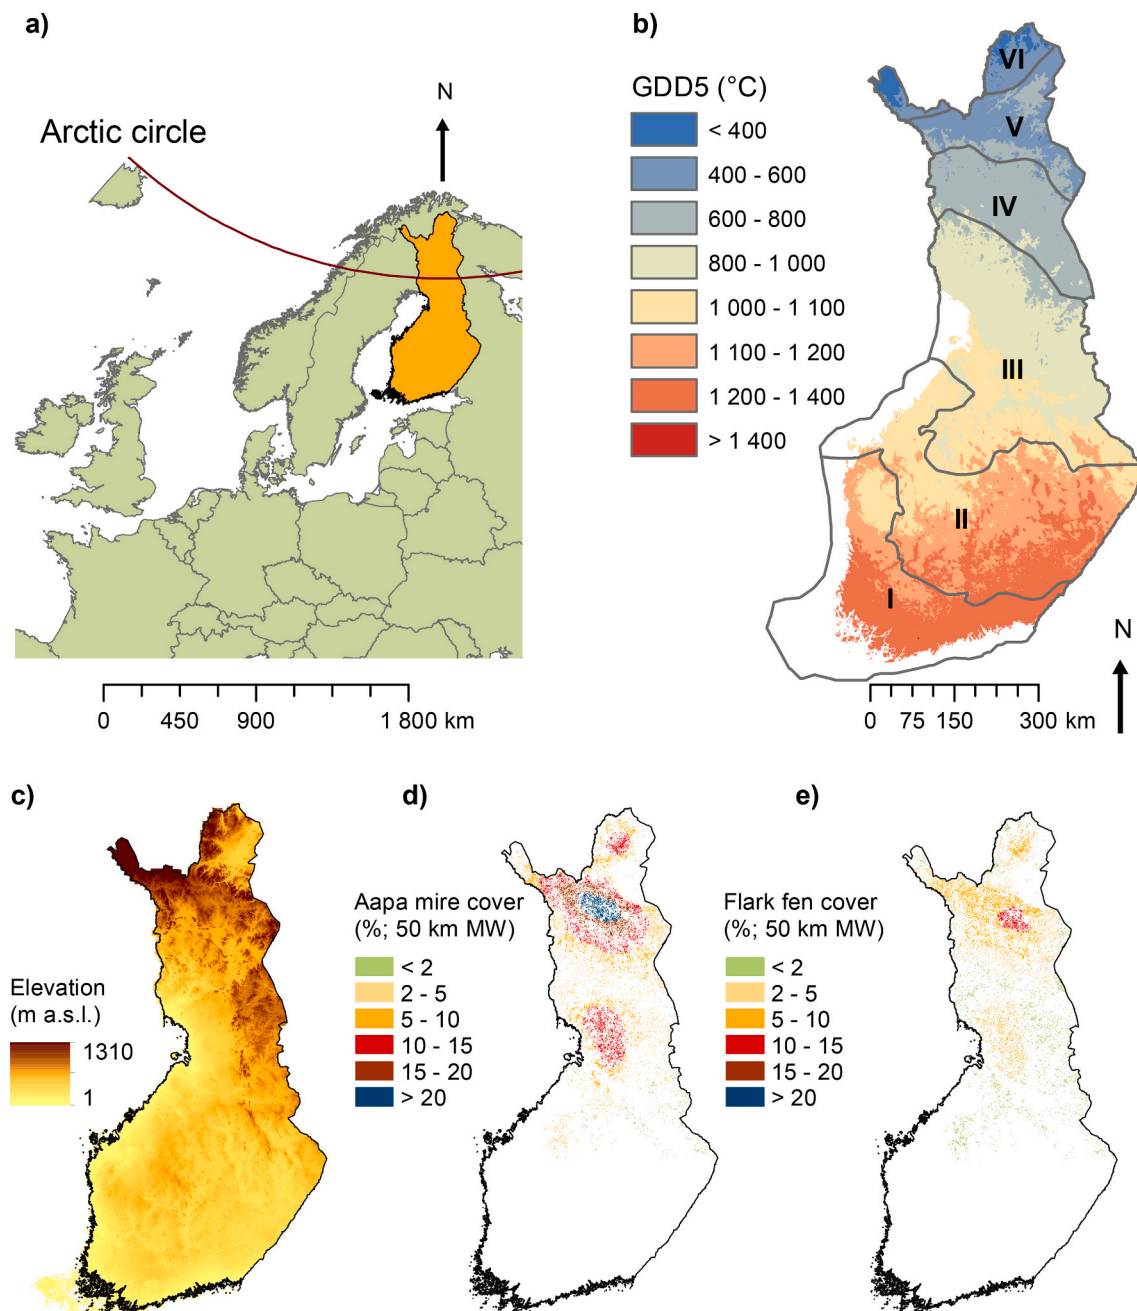 a)
N
Arctic circle
0 450 900 1 800 km
b)
GDD5 (°C)
< 400
400 - 600
600 - 800
800 - 1 000
1 000 - 1 100
1 100 - 1 200
1 200 - 1 400
> 1 400
VI
V
IV
III
II
I
N
0 75 150 300 km
c)
Elevation
(m a.s.l.)
1310
1
d)
Aapa mire cover
(%; 50 km MW)
< 2
2 - 5
5 - 10
10 - 15
15 - 20
> 20
e)
Flark fen cover
(%; 50 km MW)
< 2
2 - 5
5 - 10
10 - 15
15 - 20
> 20